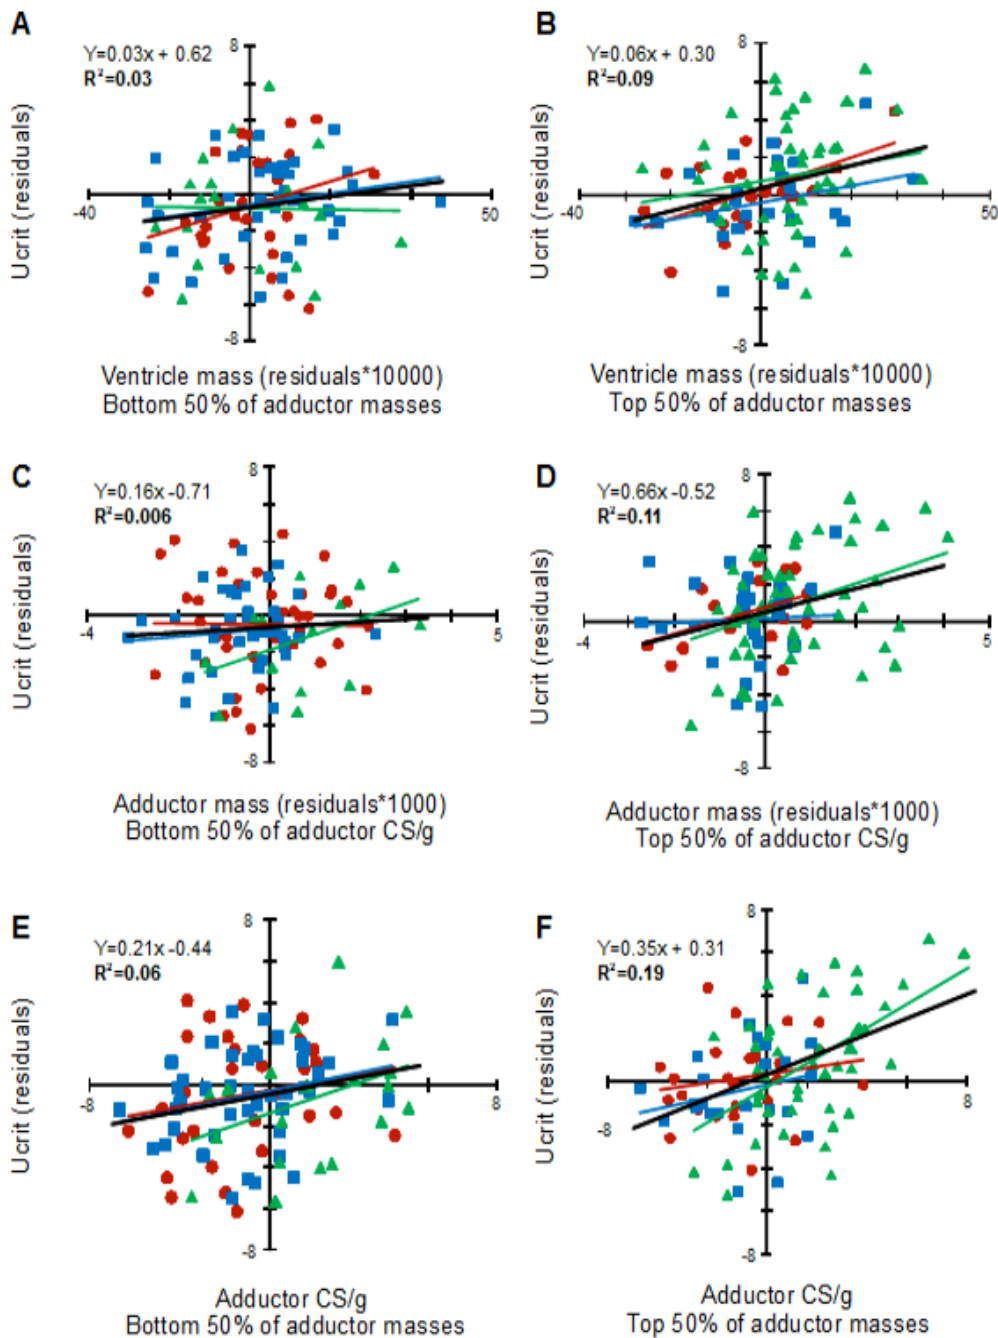 A
Y=0.03x + 0.62
R²=0.03
8
-40
50
-8
Ucrit (residuals)
Ventricle mass (residuals*10000)
Bottom 50% of adductor masses
B
Y=0.06x + 0.30
R²=0.09
8
-40
50
-8
Ucrit (residuals)
Ventricle mass (residuals*10000)
Top 50% of adductor masses
C
Y=0.16x -0.71
R²=0.006
8
-4
5
-8
Ucrit (residuals)
Adductor mass (residuals*1000)
Bottom 50% of adductor CS/g
D
Y=0.66x -0.52
R²=0.11
8
-4
5
-8
Ucrit (residuals)
Adductor mass (residuals*1000)
Top 50% of adductor CS/g
E
Y=0.21x -0.44
R²=0.06
8
-8
8
-8
Ucrit (residuals)
Adductor CS/g
Bottom 50% of adductor masses
F
Y=0.35x + 0.31
R²=0.19
8
-8
8
-8
Ucrit (residuals)
Adductor CS/g
Top 50% of adductor masses